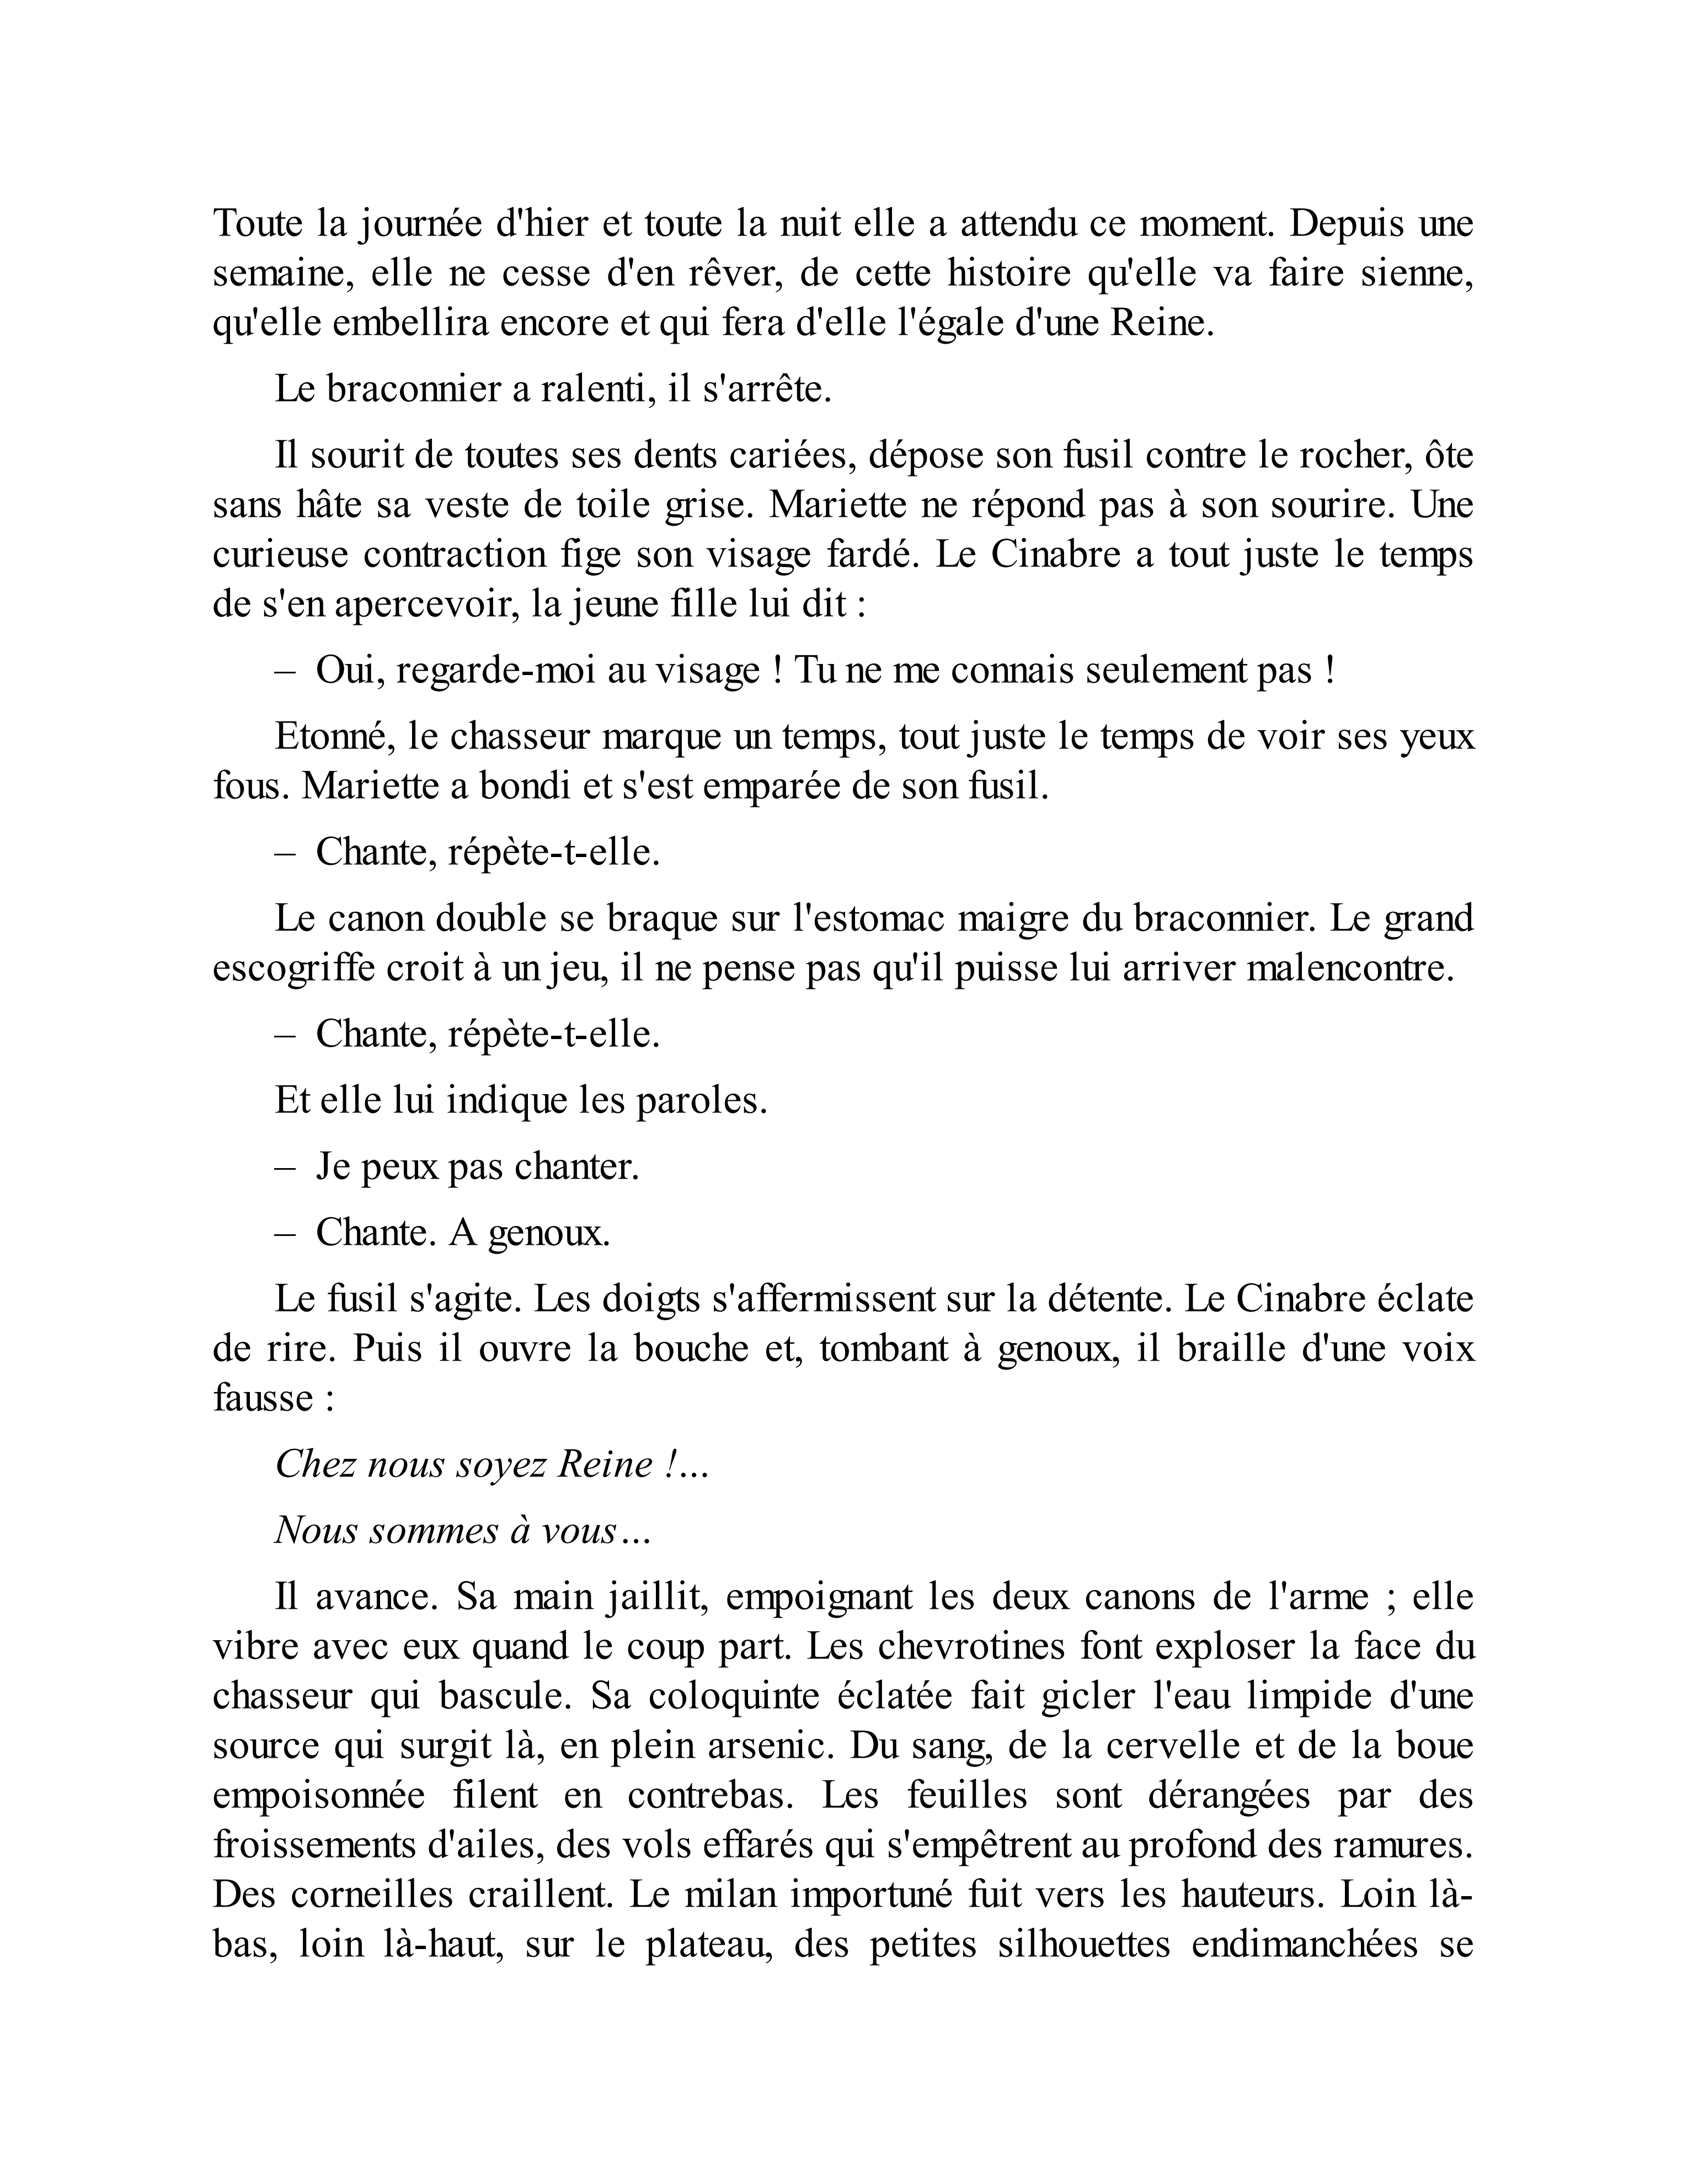 Toute la journée d'hier et toute la nuit elle a attendu ce moment. Depuis une
semaine, elle ne cesse d'en rêver, de cette histoire qu'elle va faire sienne,
qu'elle embellira encore et qui fera d'elle l'égale d'une Reine.
Le braconnier a ralenti, il s'arrête.
Il sourit de toutes ses dents cariées, dépose son fusil contre le rocher, ôte
sans hâte sa veste de toile grise. Mariette ne répond pas à son sourire. Une
curieuse contraction fige son visage fardé. Le Cinabre a tout juste le temps
de s'en apercevoir, la jeune fille lui dit :
– Oui, regarde-moi au visage ! Tu ne me connais seulement pas !
Etonné, le chasseur marque un temps, tout juste le temps de voir ses yeux
fous. Mariette a bondi et s'est emparée de son fusil.
– Chante, répète-t-elle.
Le canon double se braque sur l'estomac maigre du braconnier. Le grand
escogriffe croit à un jeu, il ne pense pas qu'il puisse lui arriver malencontre.
– Chante, répète-t-elle.
Et elle lui indique les paroles.
– Je peux pas chanter.
– Chante. A genoux.
Le fusil s'agite. Les doigts s'affermissent sur la détente. Le Cinabre éclate
de rire. Puis il ouvre la bouche et, tombant à genoux, il braille d'une voix
fausse :
Chez nous soyez Reine !...
Nous sommes à vous...
Il avance. Sa main jaillit, empoignant les deux canons de l'arme ; elle
vibre avec eux quand le coup part. Les chevrotines font exploser la face du
chasseur qui bascule. Sa coloquinte éclatée fait gicler l'eau limpide d'une
source qui surgit là, en plein arsenic. Du sang, de la cervelle et de la boue
empoisonnée filent en contrebas. Les feuilles sont dérangées par des
froissements d'ailes, des vols effarés qui s'empêtrent au profond des ramures.
Des corneilles craillent. Le milan importuné fuit vers les hauteurs. Loin là-
bas, loin là-haut, sur le plateau, des petites silhouettes endimanchées se